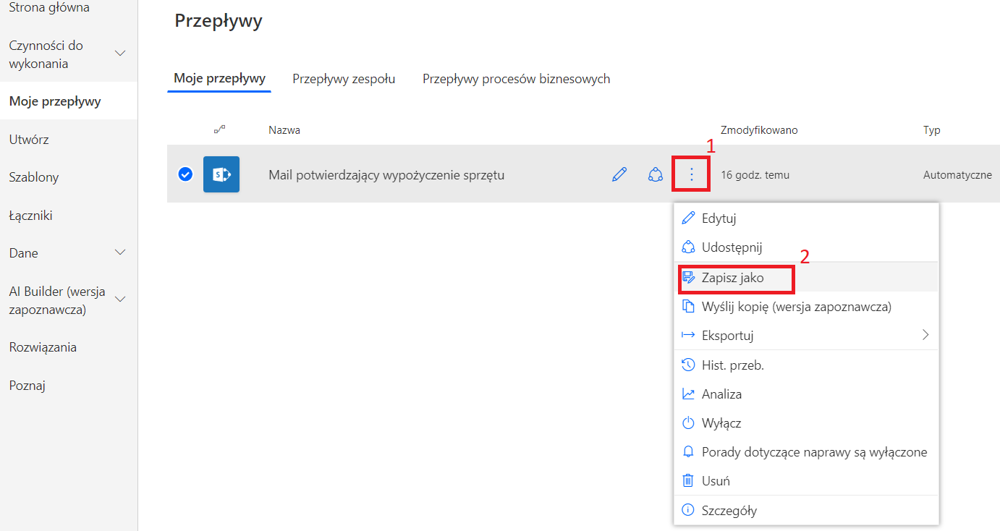 Strona główna
Czynności do
wykonania
Moje przepływy
Utwórz
Szablony
Łączniki
Dane
AI Builder (wersja
zapoznawcza)
Rozwiązania
Poznaj
Przepływy
Moje przepływy
Przepływy zespołu
Przepływy procesów biznesowych
Nazwa
Zmodyfikowano
Typ
1
S
Mail potwierdzający wypożyczenie sprzętu
16 godz. temu
Automatyczne
Edytuj
Udostępnij
2
Zapisz jako
Wyślij kopię (wersja zapoznawcza)
Eksportuj
Hist. przeb.
Analiza
Wyłącz
Porady dotyczące naprawy są wyłączone
Usuń
Szczegóły